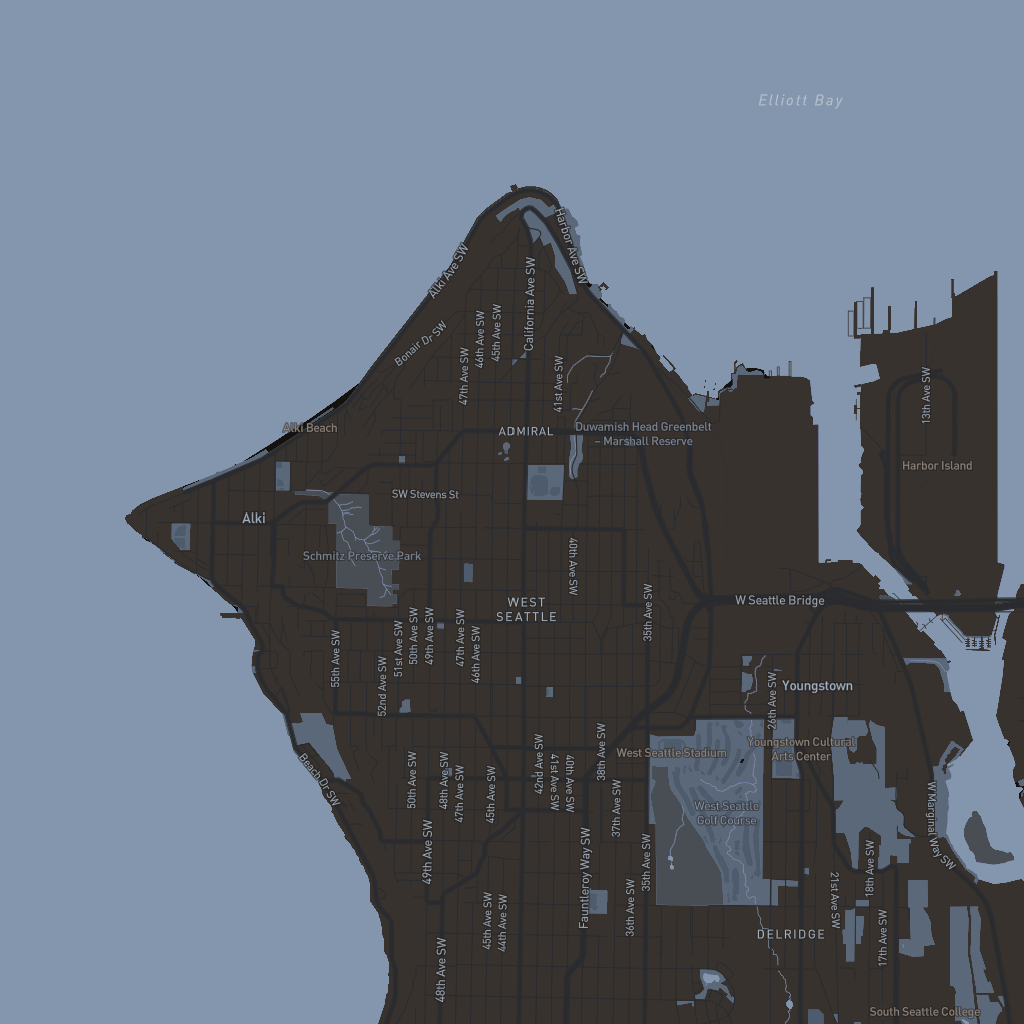 Elliott Bay
Harbor Ave SW
Alki Ave SW
California Ave SW
Bonair Dr SW
45th Ave SW
46th Ave SW
47th Ave SW
41st Ave SW
13th Ave SW
Alki Beach
ADMIRAL
Duwamish Head Greenbelt
– Marshall Reserve
Harbor Island
SW Stevens St
Alki
Schmitz Preserve Park
40th Ave SW
WEST
SEATTLE
W Seattle Bridge
35th Ave SW
55th Ave SW
52nd Ave SW
51st Ave SW
50th Ave SW
49th Ave SW
47th Ave SW
46th Ave SW
Youngstown
26th Ave SW
West Seattle Stadium
Youngstown Cultural
Arts Center
Beach Dr SW
50th Ave SW
48th Ave SW
47th Ave SW
45th Ave SW
42nd Ave SW
41st Ave SW
40th Ave SW
38th Ave SW
37th Ave SW
West Seattle
Golf Course
W Marginal Way SW
49th Ave SW
Fauntleroy Way SW
35th Ave SW
36th Ave SW
21st Ave SW
18th Ave SW
17th Ave SW
45th Ave SW
44th Ave SW
48th Ave SW
DELRIDGE
South Seattle College